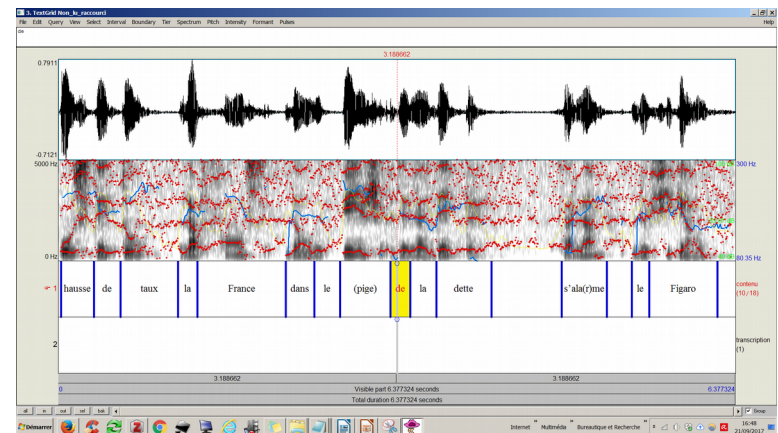 3. TextGrid Non_lu_raccourci
File Edit Query View Select Interval Boundary Tier Spectrum Pitch Intensity Formant Pulses Help
de
3.188662
0.7911
-0.7121
5000 Hz
300 Hz
0 Hz
80.35 Hz
1 hausse de taux la France dans le (pige) de la dette s'ala(r)me le Figaro
contenu
(10/18)
2
transcription
(1)
3.188662 3.188662
0 Visible part 6.377324 seconds 6.377324
Total duration 6.377324 seconds
all in out sel bak Group
Démarrer Internet Multimédia Bureautique et Recherche 16:48
21/09/2017